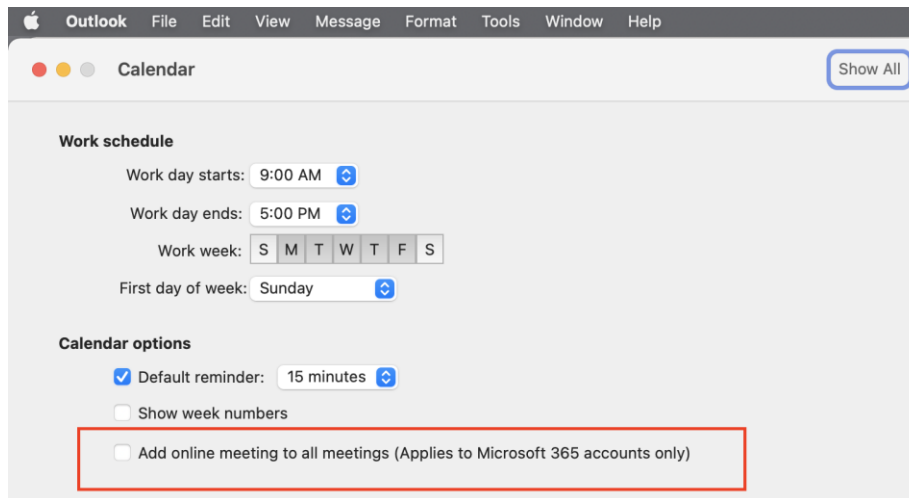 Outlook File Edit View Message Format Tools Window Help
Calendar Show All
Work schedule
Work day starts: 9:00 AM
Work day ends: 5:00 PM
Work week: S M T W T F S
First day of week: Sunday
Calendar options
Default reminder: 15 minutes
Show week numbers
Add online meeting to all meetings (Applies to Microsoft 365 accounts only)